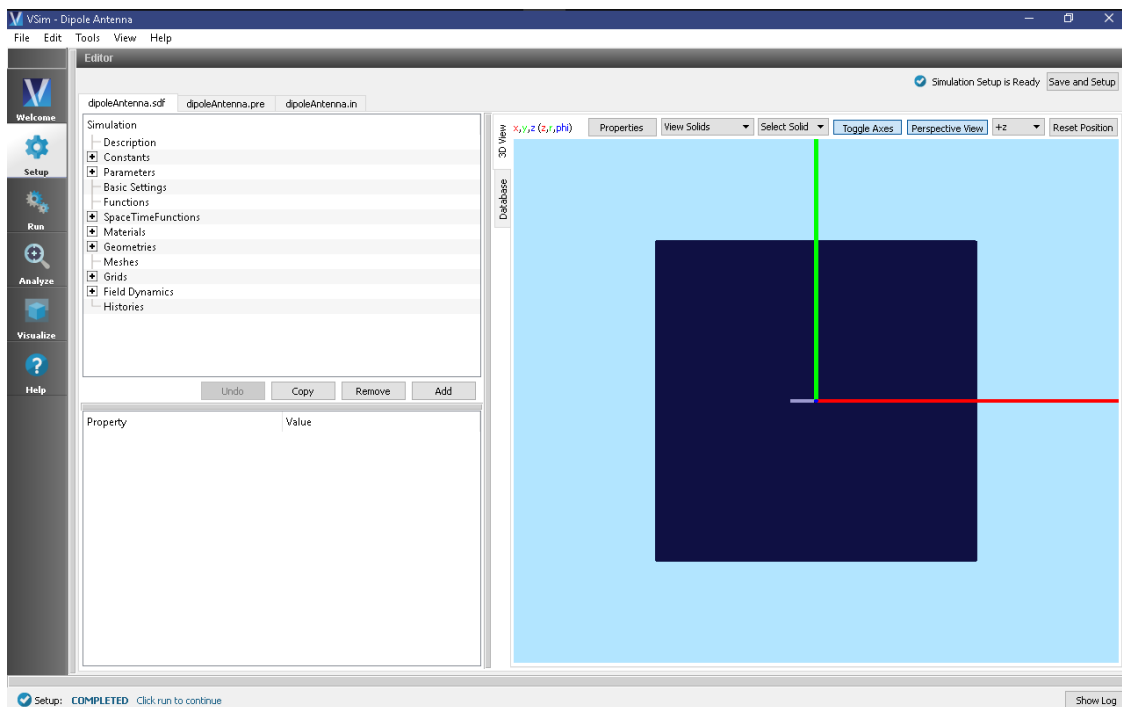 VSim - Dipole Antenna
File Edit Tools View Help
Editor
Simulation Setup is Ready Save and Setup
Welcome
Setup
Run
Analyze
Visualize
Help
dipoleAntenna.sdf dipoleAntenna.pre dipoleAntenna.in
Simulation
Description
Constants
Parameters
Basic Settings
Functions
SpaceTimeFunctions
Materials
Geometries
Meshes
Grids
Field Dynamics
Histories
Undo Copy Remove Add
Property Value
3D View
Database
x,y,z (z,r,phi) Properties View Solids Select Solid Toggle Axes Perspective View +z Reset Position
Setup: COMPLETED Click run to continue
Show Log